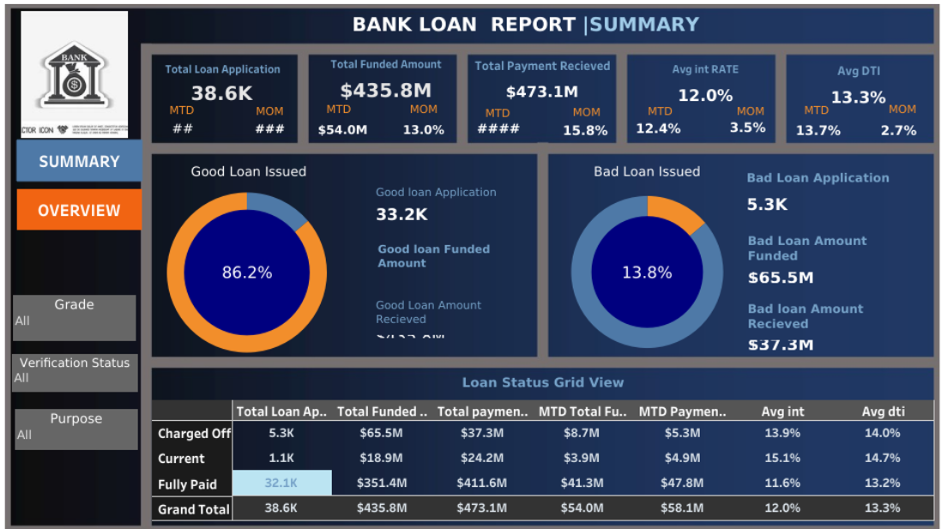 BANK LOAN REPORT |SUMMARY
BANK
$
CTOR ICON
SUMMARY
OVERVIEW
Grade
All
Verification Status
All
Purpose
All
Total Loan Application
38.6K
MTD MOM
## ###
Total Funded Amount
$435.8M
MTD MOM
$54.0M 13.0%
Total Payment Recieved
$473.1M
MTD MOM
#### 15.8%
Avg int RATE
12.0%
MTD MOM
12.4% 3.5%
Avg DTI
13.3%
MTD MOM
13.7% 2.7%
Good Loan Issued
86.2%
Good loan Application
33.2K
Good loan Funded
Amount
Good Loan Amount
Recieved
Bad Loan Issued
13.8%
Bad Loan Application
5.3K
Bad Loan Amount
Funded
$65.5M
Bad loan Amount
Recieved
$37.3M
Loan Status Grid View
Total Loan Ap.. Total Funded .. Total paymen.. MTD Total Fu.. MTD Paymen.. Avg int Avg dti
Charged Off 5.3K $65.5M $37.3M $8.7M $5.3M 13.9% 14.0%
Current 1.1K $18.9M $24.2M $3.9M $4.9M 15.1% 14.7%
Fully Paid 32.1K $351.4M $411.6M $41.3M $47.8M 11.6% 13.2%
Grand Total 38.6K $435.8M $473.1M $54.0M $58.1M 12.0% 13.3%